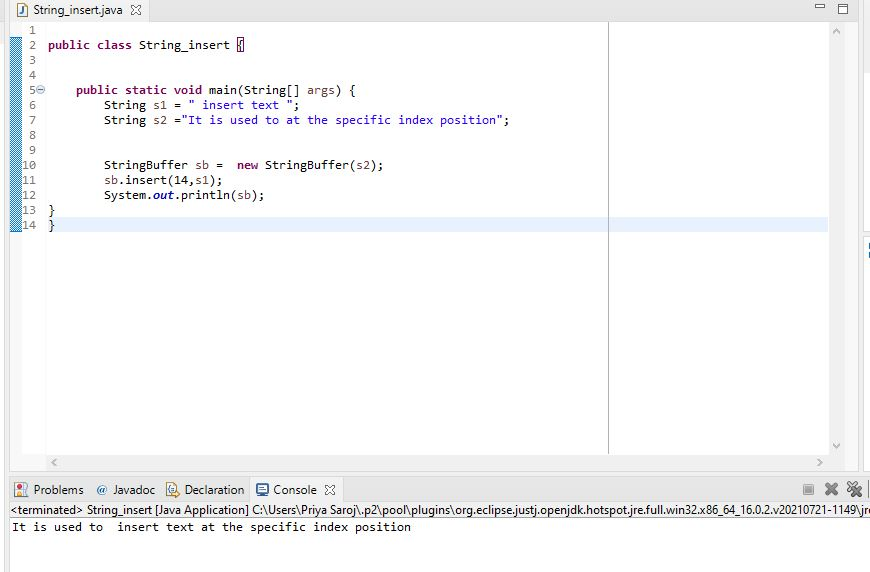 String_insert.java
1
2 public class String_insert {
3
4
5 public static void main(String[] args) {
6 String s1 = " insert text ";
7 String s2 ="It is used to at the specific index position";
8
9
10 StringBuffer sb =  new StringBuffer(s2);
11 sb.insert(14,s1);
12 System.out.println(sb);
13 }
14 }
Problems @ Javadoc Declaration Console
<terminated> String_insert [Java Application] C:\Users\Priya Saroj\.p2\pool\plugins\org.eclipse.justj.openjdk.hotspot.jre.full.win32.x86_64_16.0.2.v20210721-1149\jre
It is used to  insert text at the specific index position